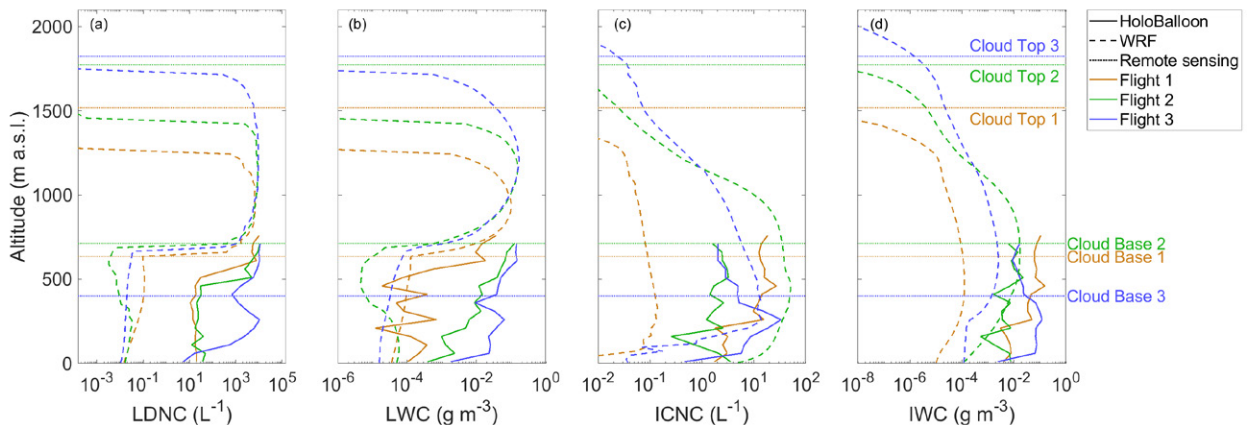 (a)
(b)
(c)
(d)
2000
1500
1000
500
0
Altitude (m a.s.l.)
Cloud Top 3
Cloud Top 2
Cloud Top 1
Cloud Base 2
Cloud Base 1
Cloud Base 3
HoloBalloon
WRF
Remote sensing
Flight 1
Flight 2
Flight 3
10⁻³ 10⁻¹ 10¹ 10³ 10⁵
10⁻⁶ 10⁻⁴ 10⁻² 10⁰
10⁻² 10⁻¹ 10⁰ 10¹ 10²
10⁻⁸ 10⁻⁶ 10⁻⁴ 10⁻² 10⁰
LDNC (L⁻¹)
LWC (g m⁻³)
ICNC (L⁻¹)
IWC (g m⁻³)